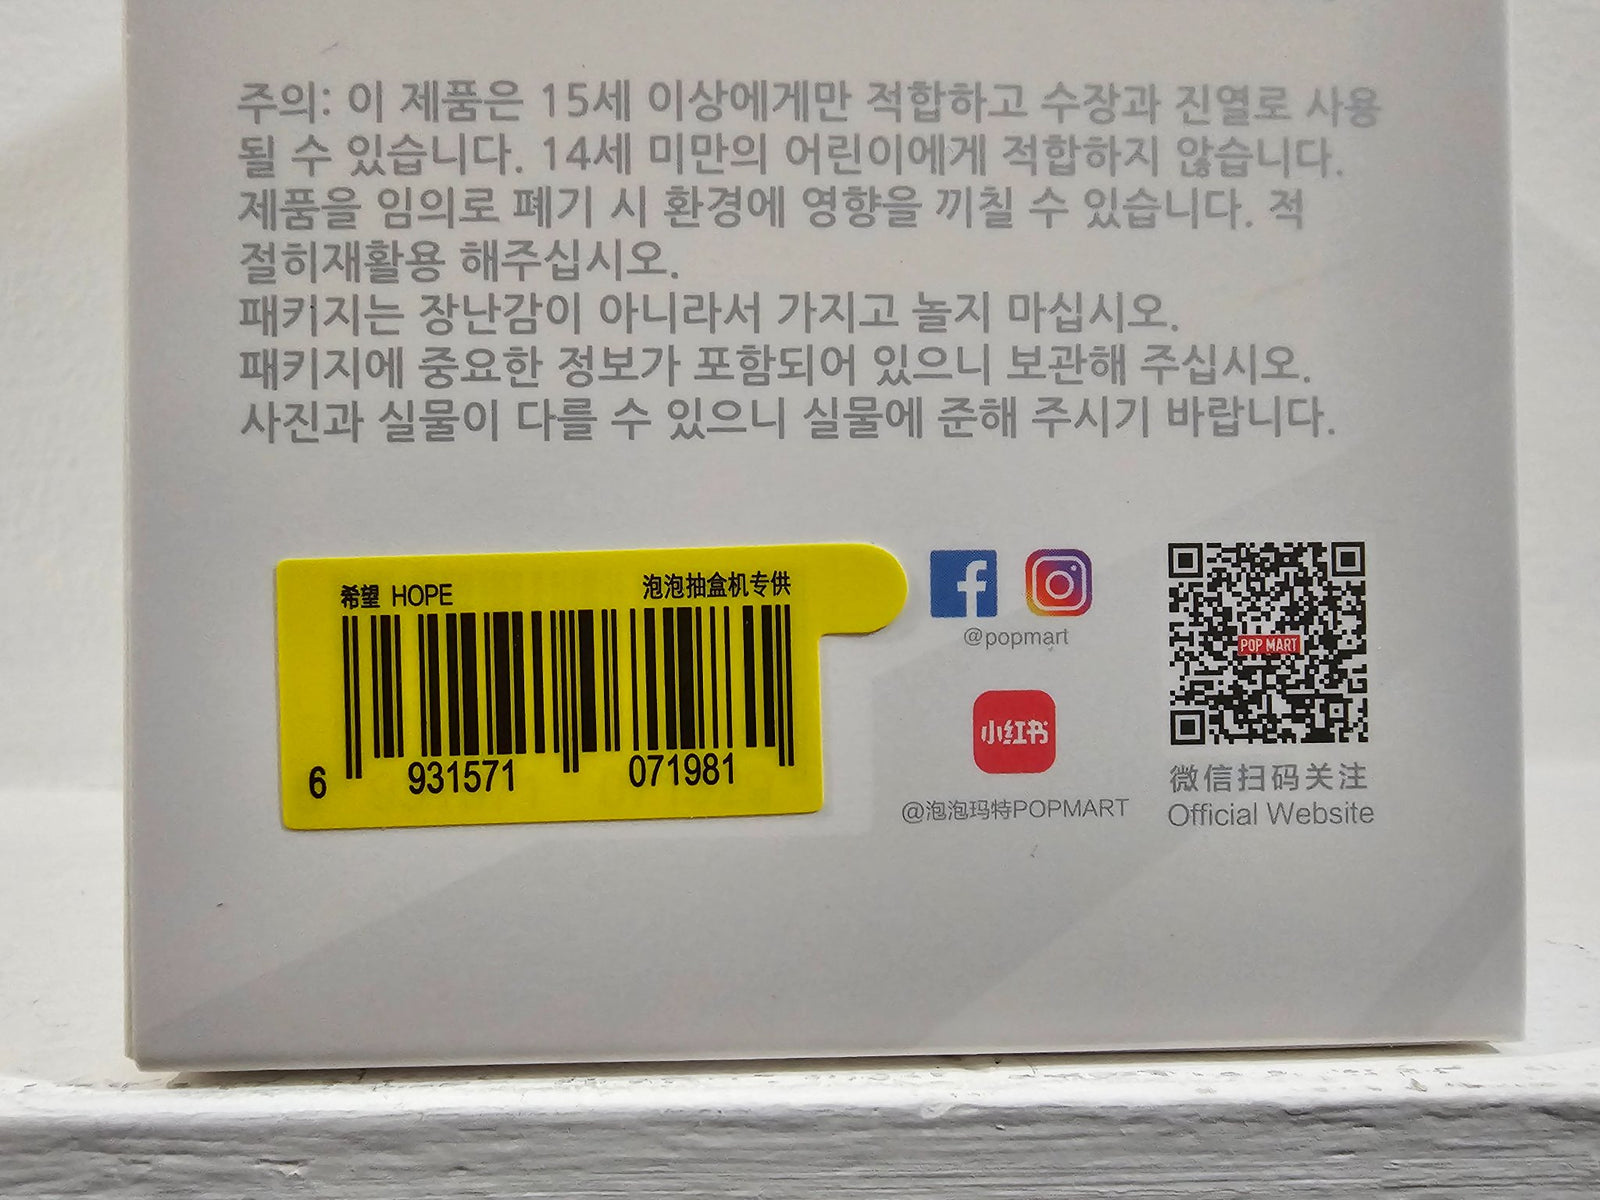 주의: 이 제품은 15세 이상에게만 적합하고 수장과 진열로 사용
될 수 있습니다. 14세 미만의 어린이에게 적합하지 않습니다.
제품을 임의로 폐기 시 환경에 영향을 끼칠 수 있습니다. 적
절히재활용 해주십시오.
패키지는 장난감이 아니라서 가지고 놀지 마십시오.
패키지에 중요한 정보가 포함되어 있으니 보관해 주십시오.
사진과 실물이 다를 수 있으니 실물에 준해 주시기 바랍니다.
希望 HOPE 泡泡抽盒机专供
6 931571 071981
@popmart
小红书
@泡泡玛特POPMART
POP MART
微信扫码关注
Official Website